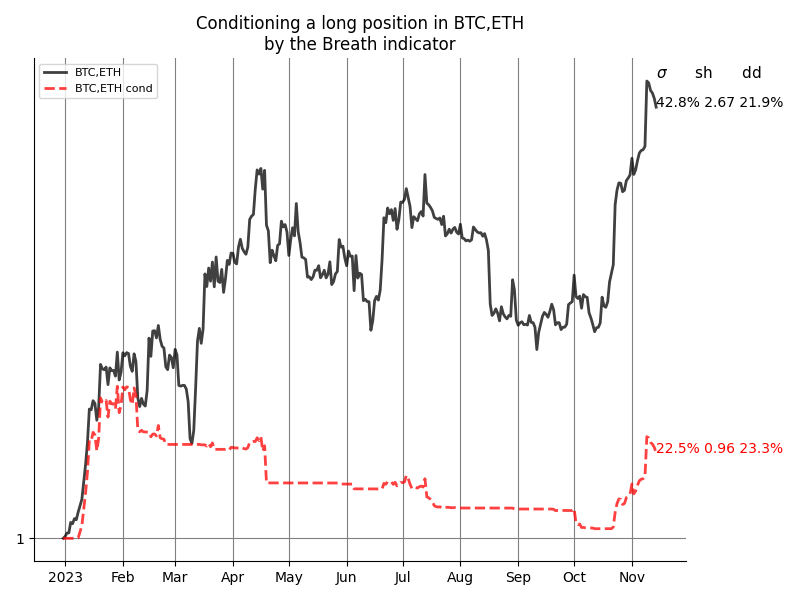 Conditioning a long position in BTC,ETH
by the Breath indicator
BTC,ETH
BTC,ETH cond
σ sh dd
42.8% 2.67 21.9%
22.5% 0.96 23.3%
1
2023 Feb Mar Apr May Jun Jul Aug Sep Oct Nov